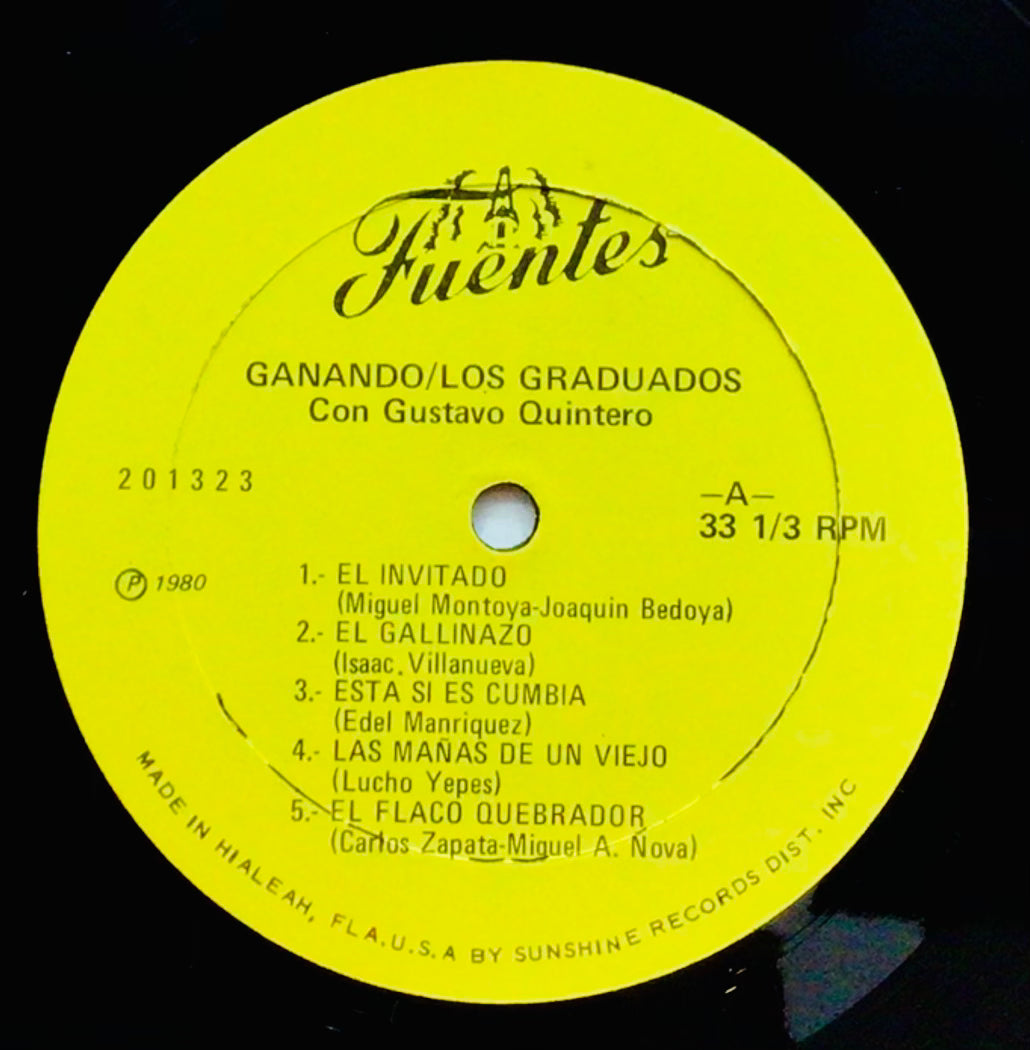 Fuentes
GANANDO/LOS GRADUADOS
Con Gustavo Quintero
201323
-A-
33 1/3 RPM
℗ 1980
1.- EL INVITADO
(Miguel Montoya-Joaquin Bedoya)
2.- EL GALLINAZO
(Isaac. Villanueva)
3.- ESTA SI ES CUMBIA
(Edel Manriquez)
4.- LAS MAÑAS DE UN VIEJO
(Lucho Yepes)
5.- EL FLACO QUEBRADOR
(Carlos Zapata-Miguel A. Nova)
MADE IN HIALEAH, FLA.U.S.A BY SUNSHINE RECORDS DIST. INC